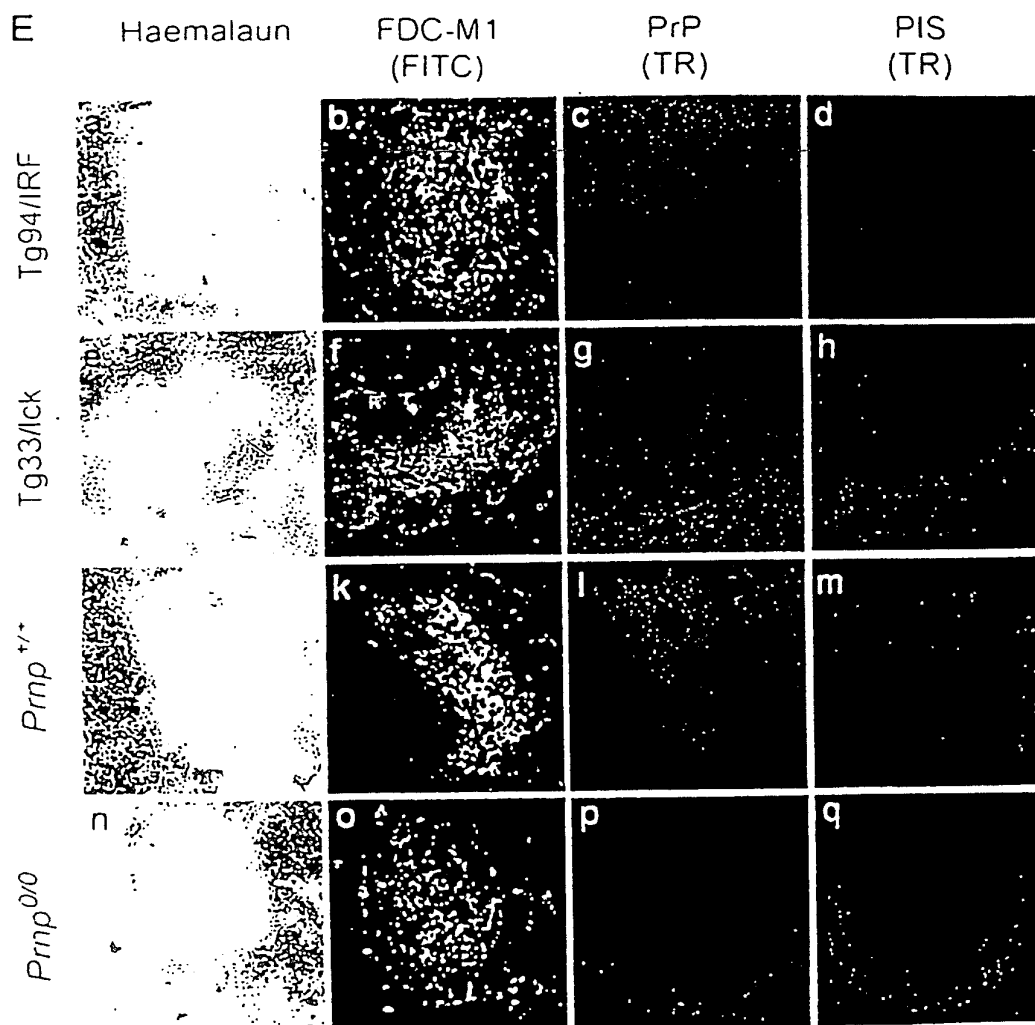 E
Haemalaun
FDC-M1
(FITC)
PrP
(TR)
PIS
(TR)
Tg94/IRF
b
c
d
Tg33/lck
f
g
h
Prnp+/+
k
l
m
Prnp0/0
n
o
p
q